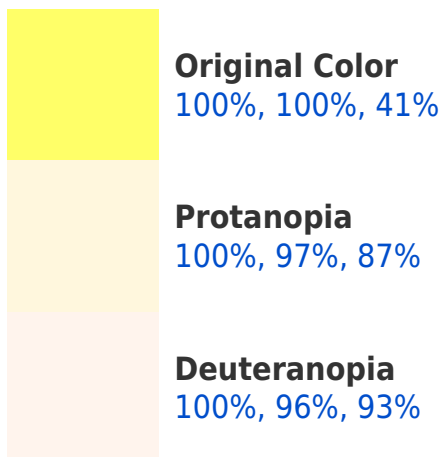 Original Color
100%, 100%, 41%
Protanopia
100%, 97%, 87%
Deuteranopia
100%, 96%, 93%